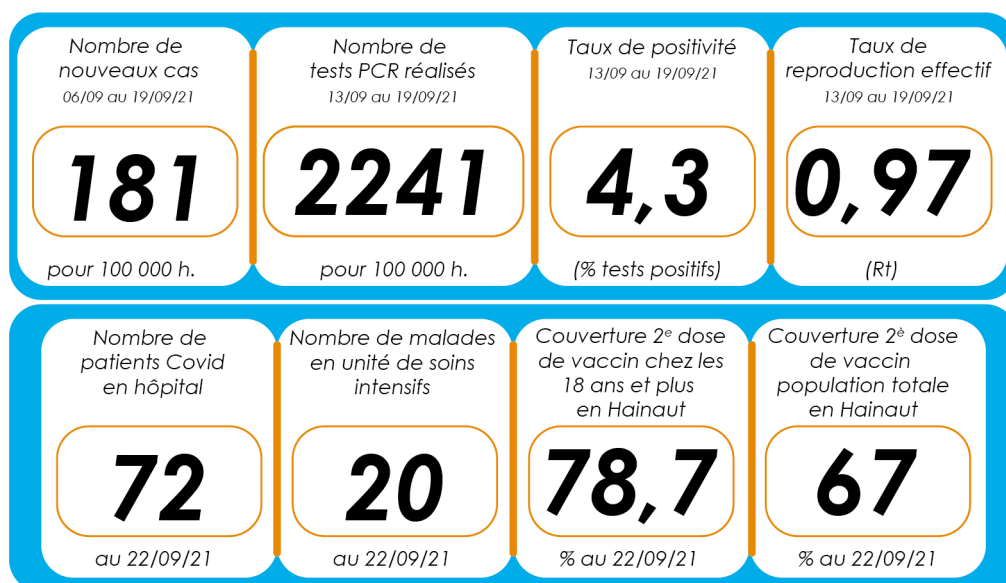 Nombre de
nouveaux cas
06/09 au 19/09/21
181
pour 100 000 h.
Nombre de
tests PCR réalisés
13/09 au 19/09/21
2241
pour 100 000 h.
Taux de positivité
13/09 au 19/09/21
4,3
(% tests positifs)
Taux de
reproduction effectif
13/09 au 19/09/21
0,97
(Rt)
Nombre de
patients Covid
en hôpital
72
au 22/09/21
Nombre de malades
en unité de soins
intensifs
20
au 22/09/21
Couverture 2e dose
de vaccin chez les
18 ans et plus
en Hainaut
78,7
% au 22/09/21
Couverture 2è dose
de vaccin
population totale
en Hainaut
67
% au 22/09/21